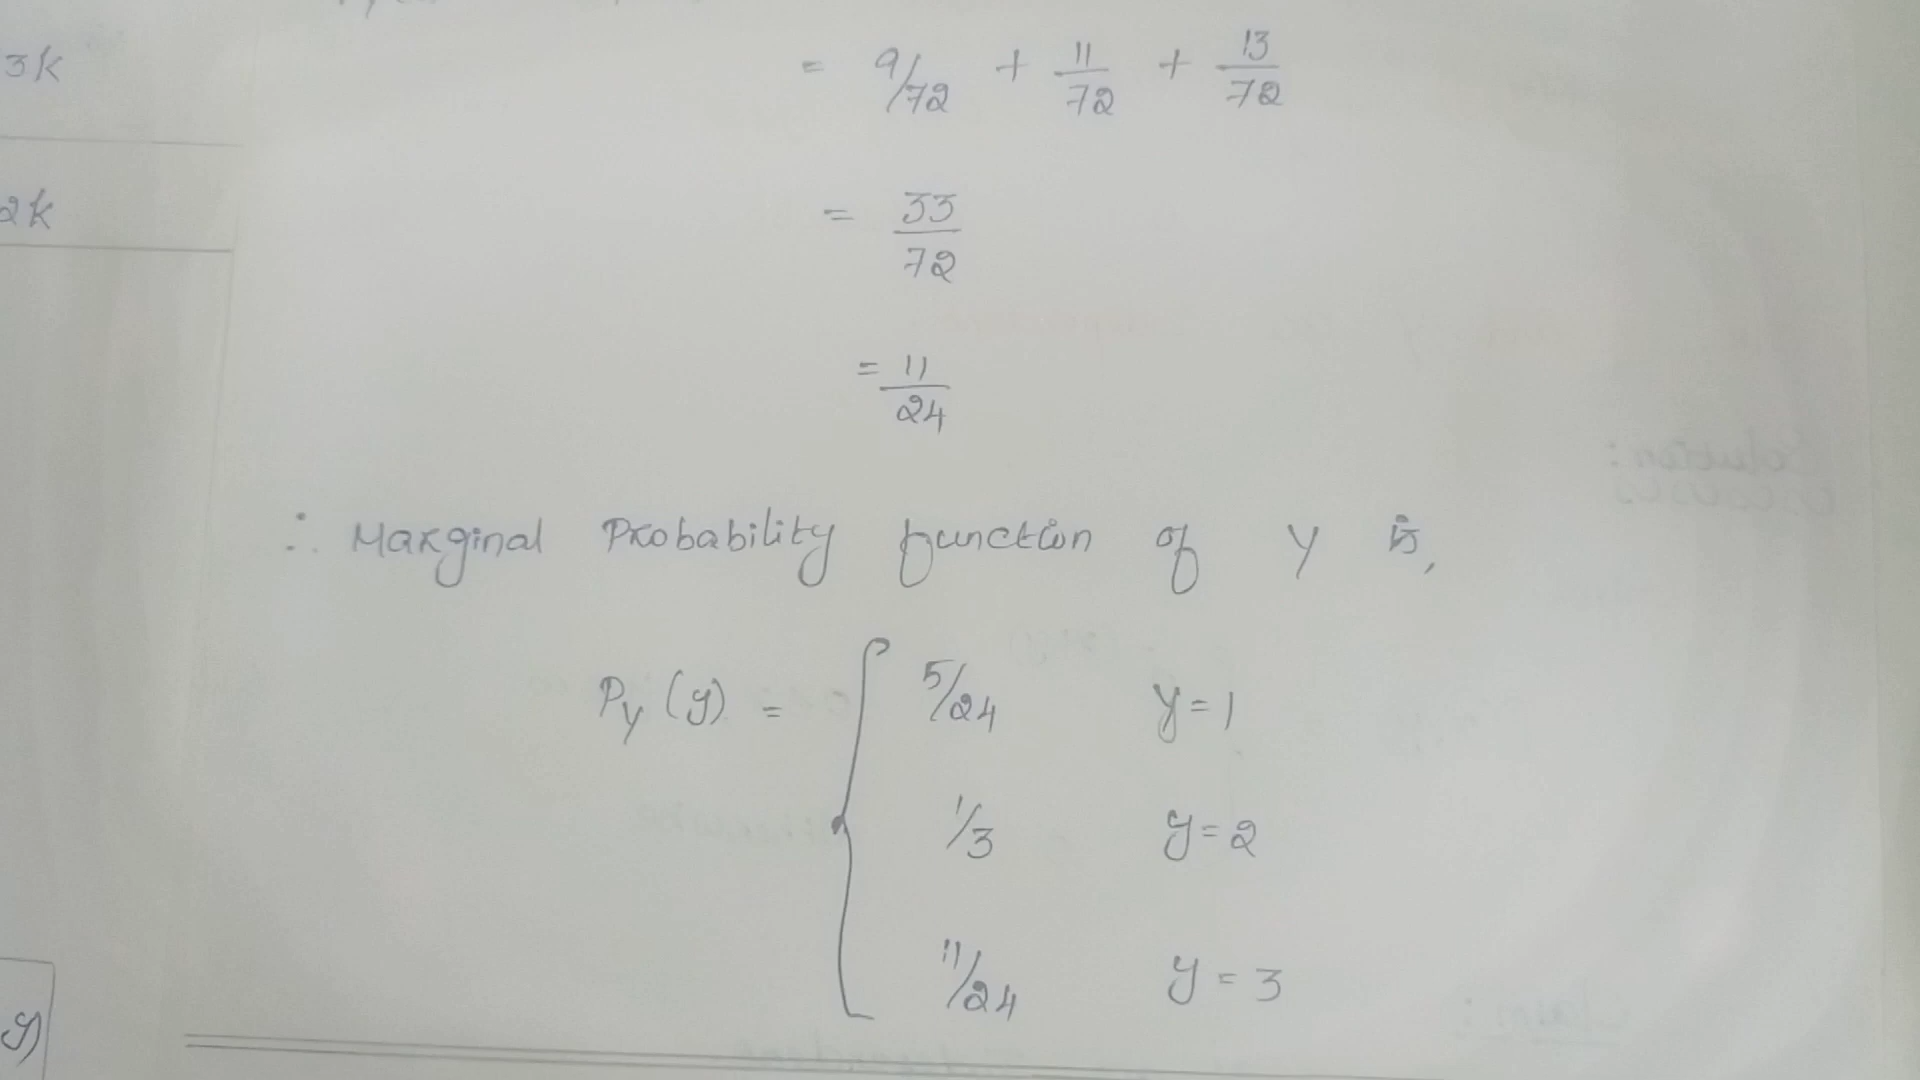 3k
= 9/72 + 11/72 + 13/72
2k
= 33/72
= 11/24
∴ Marginal Probability function of Y is,
P_Y (y) = { 5/24 y=1
1/3 y=2
11/24 y=3
y)